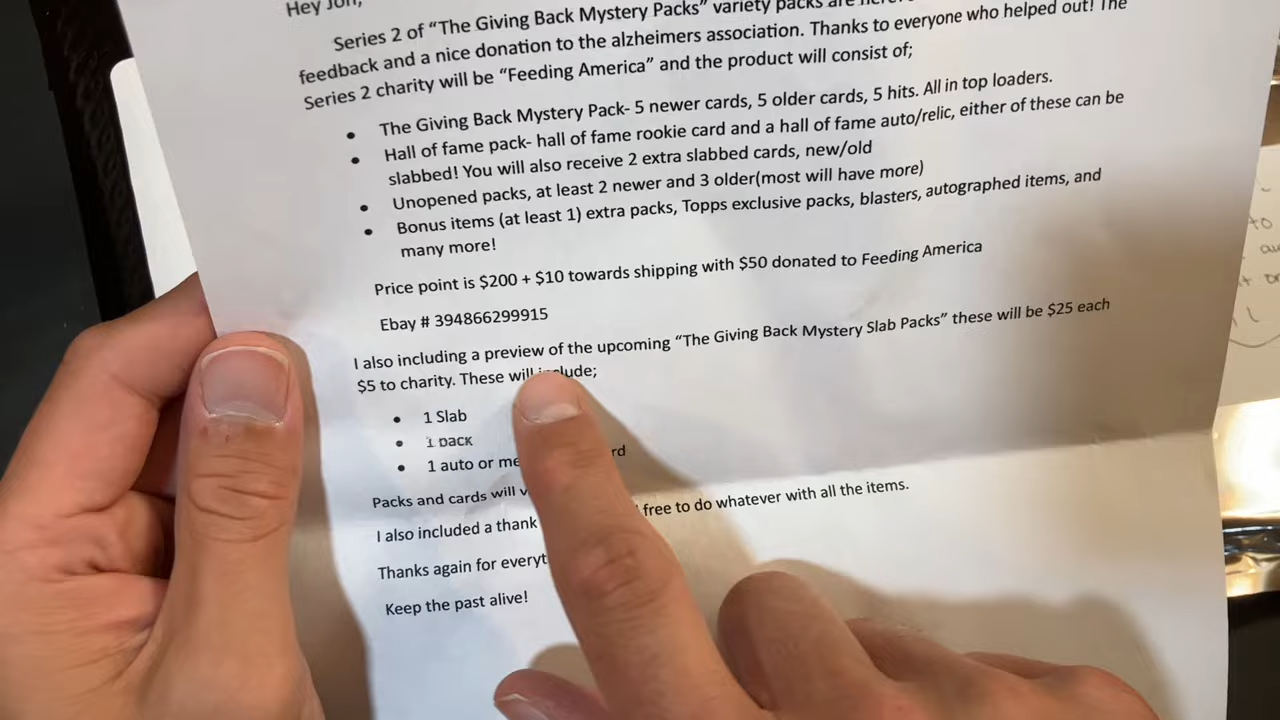 Hey Jon,
Series 2 of “The Giving Back Mystery Packs” variety packs are
feedback and a nice donation to the alzheimers association. Thanks to everyone who helped out! The
Series 2 charity will be “Feeding America” and the product will consist of;
• The Giving Back Mystery Pack- 5 newer cards, 5 older cards, 5 hits. All in top loaders.
• Hall of fame pack- hall of fame rookie card and a hall of fame auto/relic, either of these can be
slabbed! You will also receive 2 extra slabbed cards, new/old
• Unopened packs, at least 2 newer and 3 older(most will have more)
• Bonus items (at least 1) extra packs, Topps exclusive packs, blasters, autographed items, and
many more!
Price point is $200 + $10 towards shipping with $50 donated to Feeding America
Ebay # 394866299915
I also including a preview of the upcoming “The Giving Back Mystery Slab Packs” these will be $25 each
$5 to charity. These will include;
• 1 Slab
• 1 pack
• 1 auto or me rd
Packs and cards will
I also included a thank free to do whatever with all the items.
Thanks again for everyt
Keep the past alive!
to